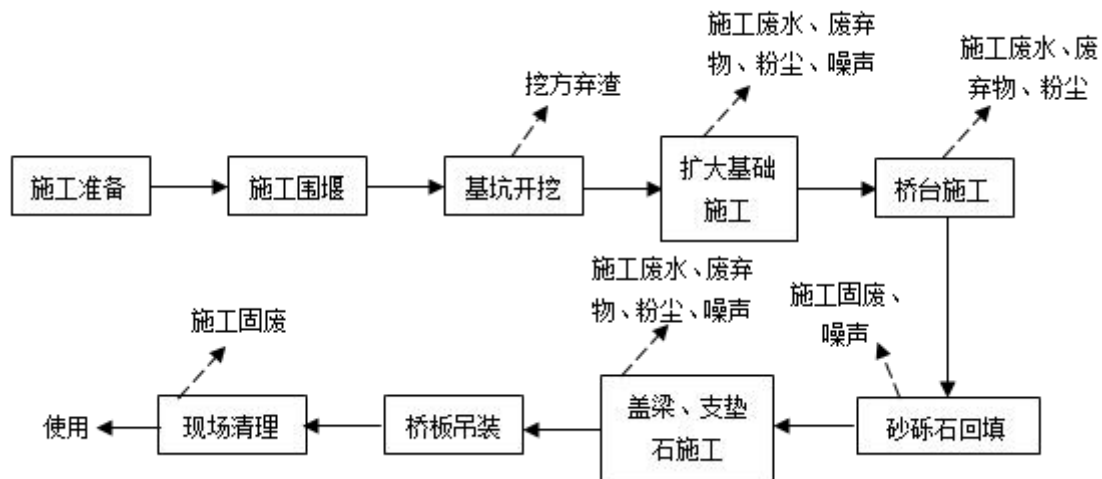 施工废水、废弃
物、粉尘、噪声
施工废水、废
弃物、粉尘
挖方弃渣
施工准备
施工围堰
基坑开挖
扩大基础
施工
桥台施工
施工废水、废弃
物、粉尘、噪声
施工固废、
噪声
施工固废
使用
现场清理
桥板吊装
盖梁、支垫
石施工
砂砾石回填